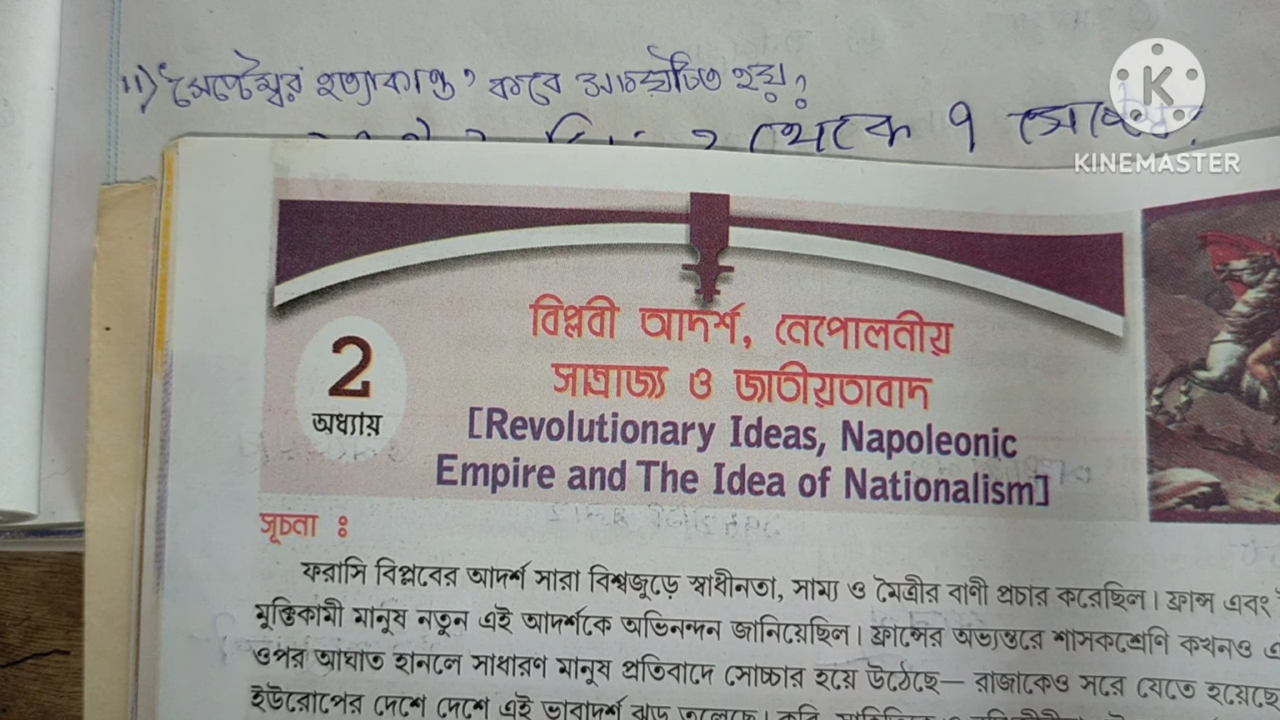 11) 'সেপ্টেম্বর হত্যাকাণ্ড' কবে সংঘটিত হয়?
থেকে ৭
KINEMASTER
2
অধ্যায়
বিপ্লবী আদর্শ, নেপোলনীয়
সাম্রাজ্য ও জাতীয়তাবাদ
[Revolutionary Ideas, Napoleonic
Empire and The Idea of Nationalism]
সূচনা :
ফরাসি বিপ্লবের আদর্শ সারা বিশ্বজুড়ে স্বাধীনতা, সাম্য ও মৈত্রীর বাণী প্রচার করেছিল। ফ্রান্স এবং
মুক্তিকামী মানুষ নতুন এই আদর্শকে অভিনন্দন জানিয়েছিল। ফ্রান্সের অভ্যন্তরে শাসকশ্রেণি কখনও
ওপর আঘাত হানলে সাধারণ মানুষ প্রতিবাদে সোচ্চার হয়ে উঠেছে— রাজাকেও সরে যেতে হয়েছে
ইউরোপের দেশে দেশে এই ভাবাদর্শ ঝড় তুলেছে।